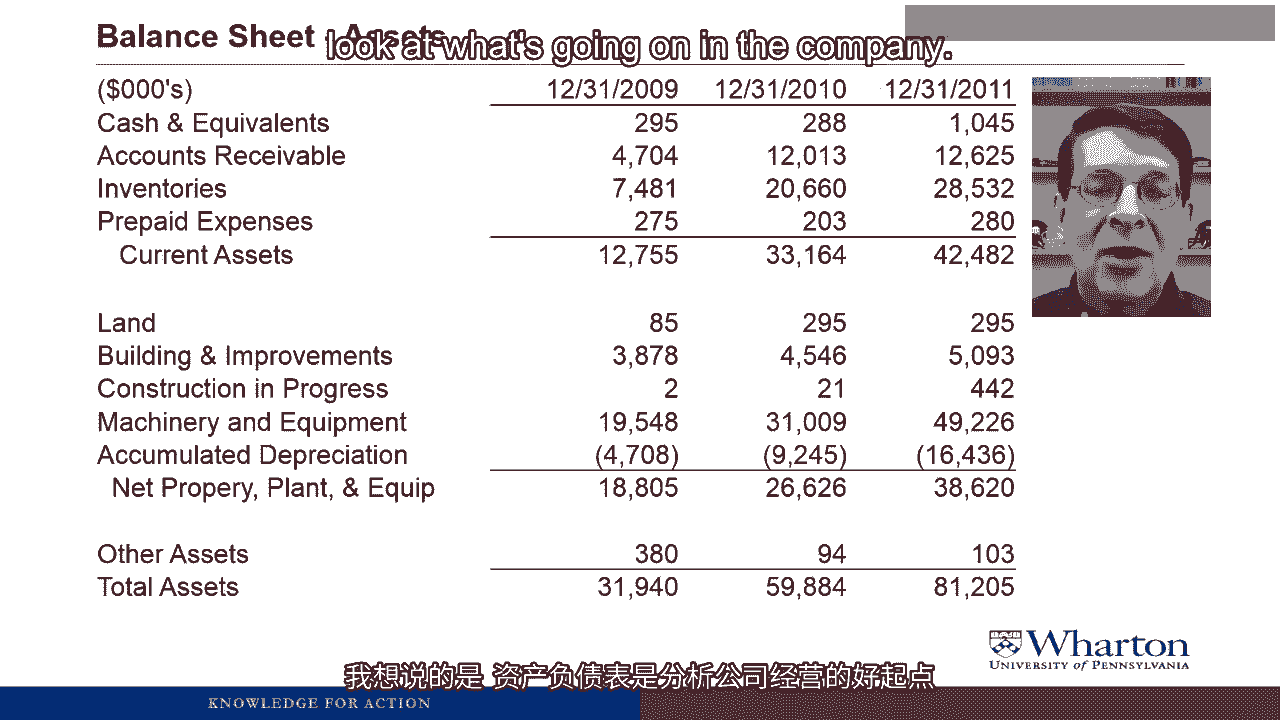 Balance Sheet - Assets
look at what's going on in the company.
($000's) 12/31/2009 12/31/2010 12/31/2011
Cash & Equivalents 295 288 1,045
Accounts Receivable 4,704 12,013 12,625
Inventories 7,481 20,660 28,532
Prepaid Expenses 275 203 280
Current Assets 12,755 33,164 42,482
Land 85 295 295
Building & Improvements 3,878 4,546 5,093
Construction in Progress 2 21 442
Machinery and Equipment 19,548 31,009 49,226
Accumulated Depreciation (4,708) (9,245) (16,436)
Net Propery, Plant, & Equip 18,805 26,626 38,620
Other Assets 380 94 103
Total Assets 31,940 59,884 81,205
Wharton
UNIVERSITY of PENNSYLVANIA
我想说的是 资产负债表是分析公司经营的好起点
KNOWLEDGE FOR ACTION